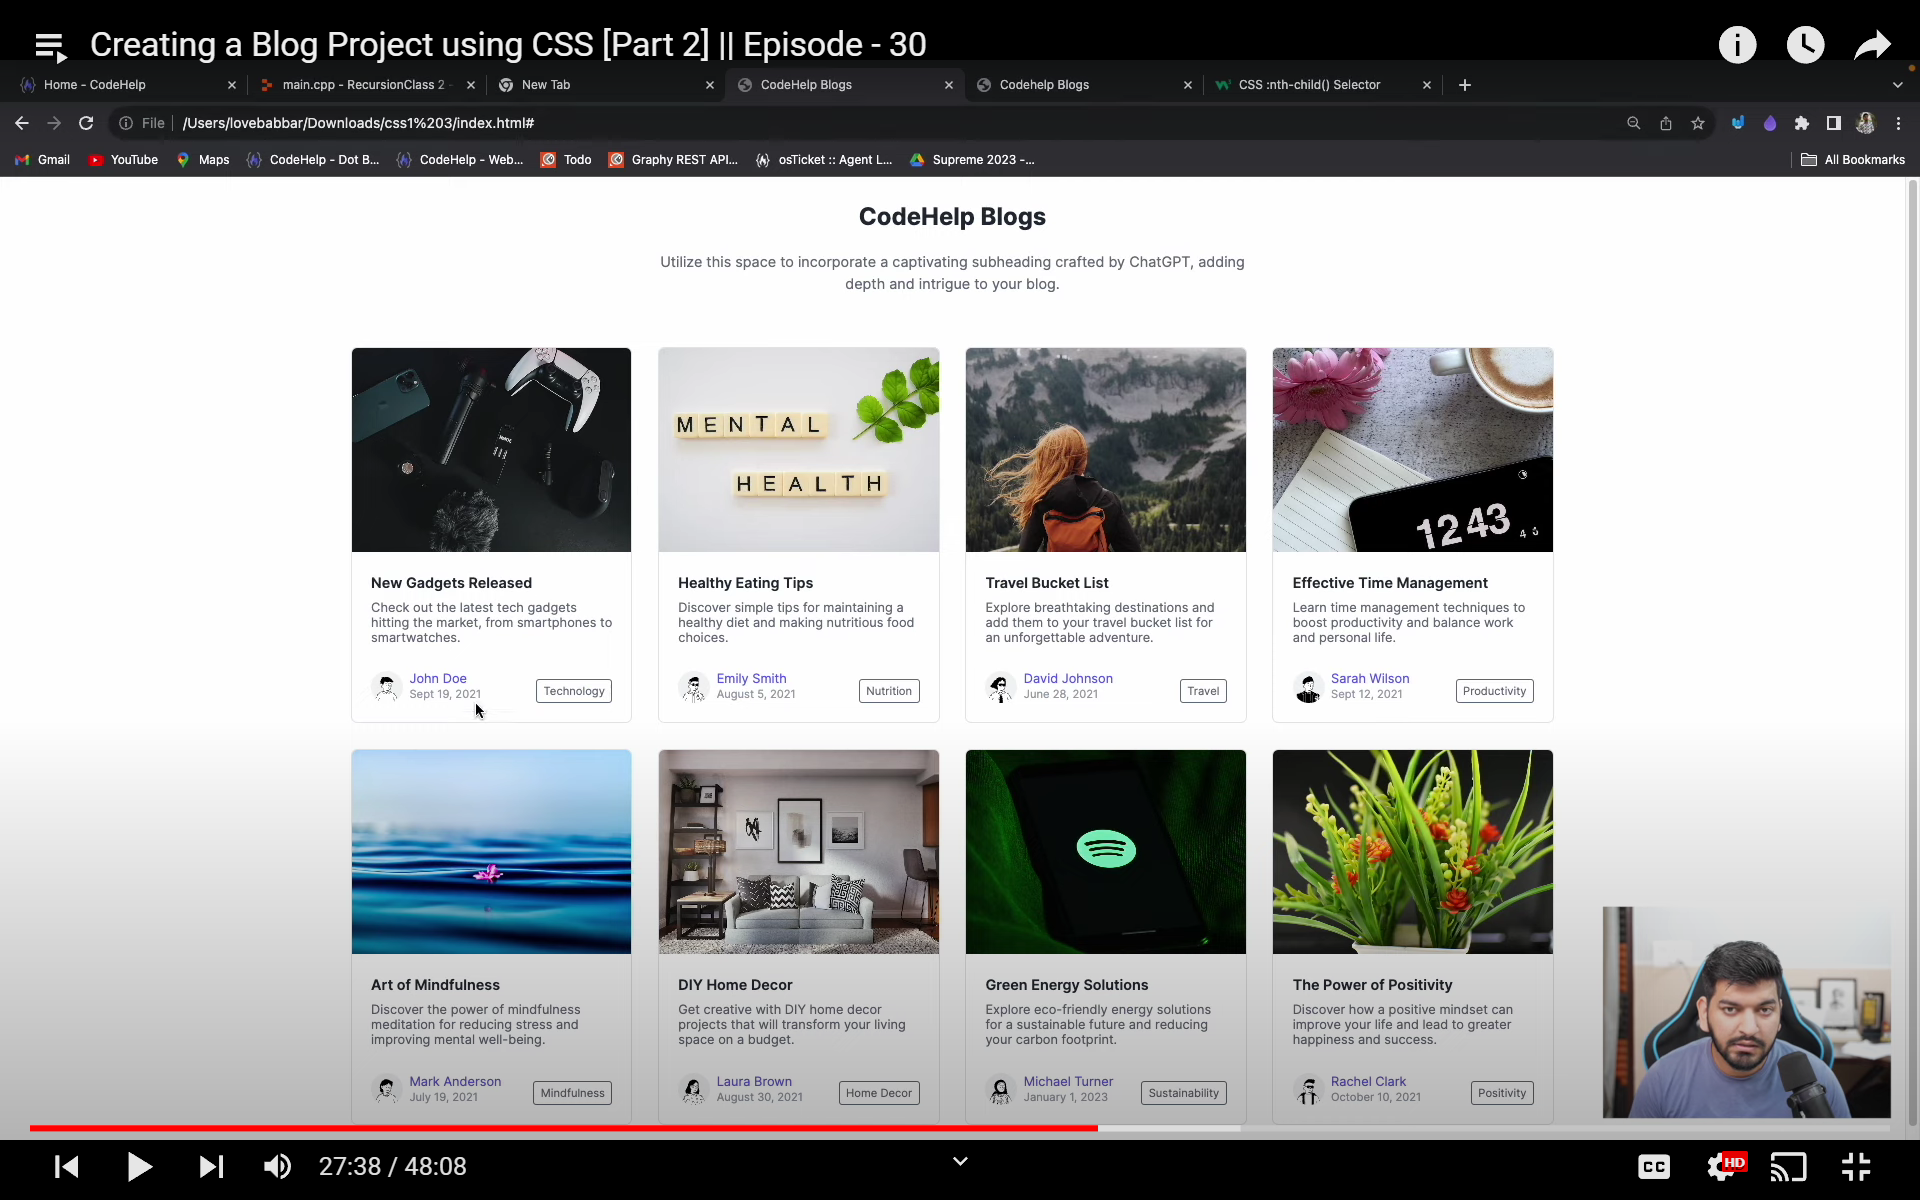 Creating a Blog Project using CSS [Part 2] || Episode - 30
Home - CodeHelp
main.cpp - RecursionClass 2 -
New Tab
CodeHelp Blogs
Codehelp Blogs
CSS :nth-child() Selector
File
/Users/lovebabbar/Downloads/css1%203/index.html#
Gmail
YouTube
Maps
CodeHelp - Dot B...
CodeHelp - Web...
Todo
Graphy REST API...
osTicket :: Agent L...
Supreme 2023 -...
All Bookmarks
CodeHelp Blogs
Utilize this space to incorporate a captivating subheading crafted by ChatGPT, adding
depth and intrigue to your blog.
MENTAL
HEALTH
12 43
New Gadgets Released
Check out the latest tech gadgets
hitting the market, from smartphones to
smartwatches.
John Doe
Sept 19, 2021
Technology
Healthy Eating Tips
Discover simple tips for maintaining a
healthy diet and making nutritious food
choices.
Emily Smith
August 5, 2021
Nutrition
Travel Bucket List
Explore breathtaking destinations and
add them to your travel bucket list for
an unforgettable adventure.
David Johnson
June 28, 2021
Travel
Effective Time Management
Learn time management techniques to
boost productivity and balance work
and personal life.
Sarah Wilson
Sept 12, 2021
Productivity
Art of Mindfulness
Discover the power of mindfulness
meditation for reducing stress and
improving mental well-being.
Mark Anderson
July 19, 2021
Mindfulness
DIY Home Decor
Get creative with DIY home decor
projects that will transform your living
space on a budget.
Laura Brown
August 30, 2021
Home Decor
Green Energy Solutions
Explore eco-friendly energy solutions
for a sustainable future and reducing
your carbon footprint.
Michael Turner
January 1, 2023
Sustainability
The Power of Positivity
Discover how a positive mindset can
improve your life and lead to greater
happiness and success.
Rachel Clark
October 10, 2021
Positivity
27:38 / 48:08
CC
HD